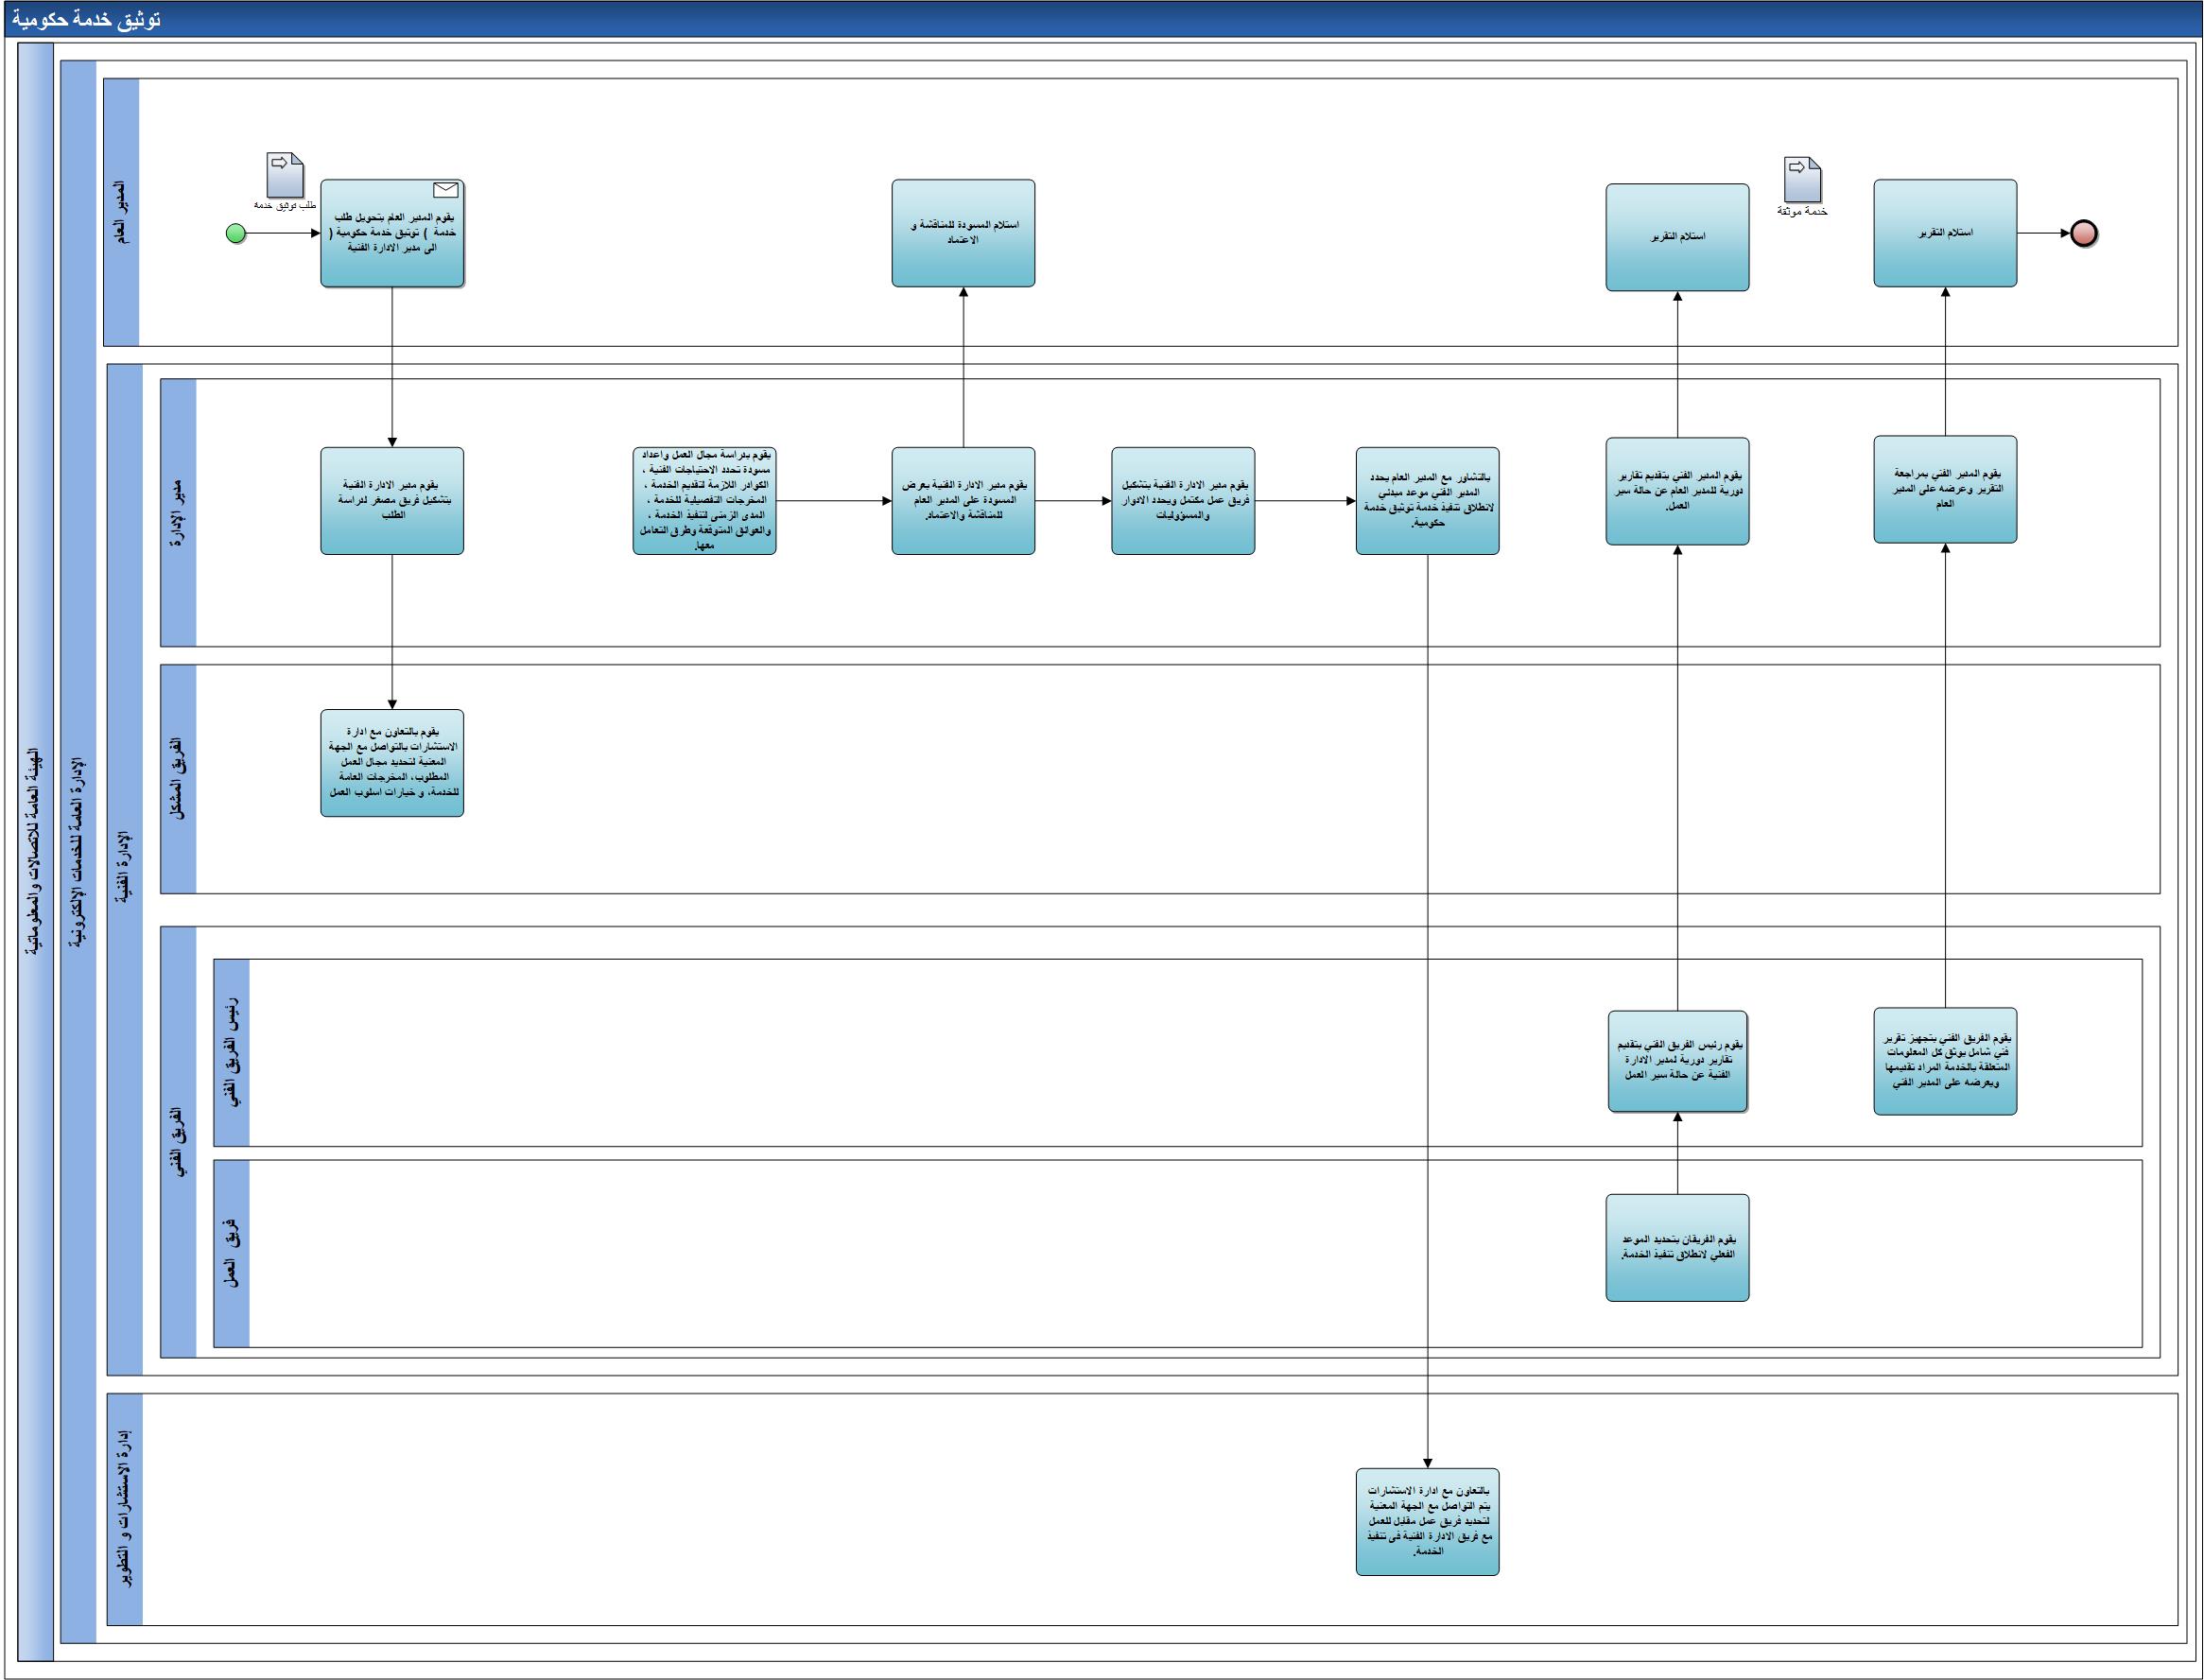 توثيق خدمة حكومية
الهيئة العامة للاتصالات والمعلوماتية
الإدارة العامة للخدمات الإلكترونية
المدير العام
طلب توثيق خدمة
يقوم المدير العام بتحويل طلب
خدمة ) توثيق خدمة حكومية (
الى مدير الادارة الفنية
استلام المسودة للمناقشة و
الاعتماد
استلام التقرير
خدمة موثقة
استلام التقرير
الإدارة الفنية
مدير الإدارة
يقوم مدير الادارة الفنية
بتشكيل فريق مصغر لدراسة
الطلب
يقوم بدراسة مجال العمل واعداد
مسودة تحدد الاحتياجات الفنية ،
الكوادر اللازمة لتقديم الخدمة ،
المخرجات التفصيلية للخدمة ،
المدى الزمنى لتنفيذ الخدمة ،
والعوائق المتوقعة وطرق التعامل
معها.
يقوم مدير الادارة الفنية بعرض
المسودة على المدير العام
للمناقشة والاعتماد.
يقوم مدير الادارة الفنية بتشكيل
فريق عمل مكتمل ويحدد الادوار
والمسؤوليات
بالتشاور مع المدير العام يحدد
المدير الفني موعد مبدئي
لانطلاق تنفيذ خدمة توثيق خدمة
حكومية.
يقوم المدير الفني بتقديم تقارير
دورية للمدير العام عن حالة سير
العمل.
يقوم المدير الفني بمراجعة
التقرير وعرضه على المدير
العام
الفريق المشكل
يقوم بالتعاون مع ادارة
الاستشارات بالتواصل مع الجهة
المعنية لتحديد مجال العمل
المطلوب، المخرجات العامة
للخدمة، و خيارات اسلوب العمل
الفريق الفني
رئيس الفريق الفني
يقوم رئيس الفريق الفني بتقديم
تقارير دورية لمدير الادارة
الفنية عن حالة سير العمل
يقوم الفريق الفني بتجهيز تقرير
فني شامل يوثق كل المعلومات
المتعلقة بالخدمة المراد تقديمها
ويعرضه على المدير الفني
فريق العمل
يقوم الفريقان بتحديد الموعد
الفعلي لانطلاق تنفيذ الخدمة.
إدارة الاستشارات و التطوير
بالتعاون مع ادارة الاستشارات
يتم التواصل مع الجهة المعنية
لتحديد فريق عمل مقابل للعمل
مع فريق الادارة الفنية فى تنفيذ
الخدمة.